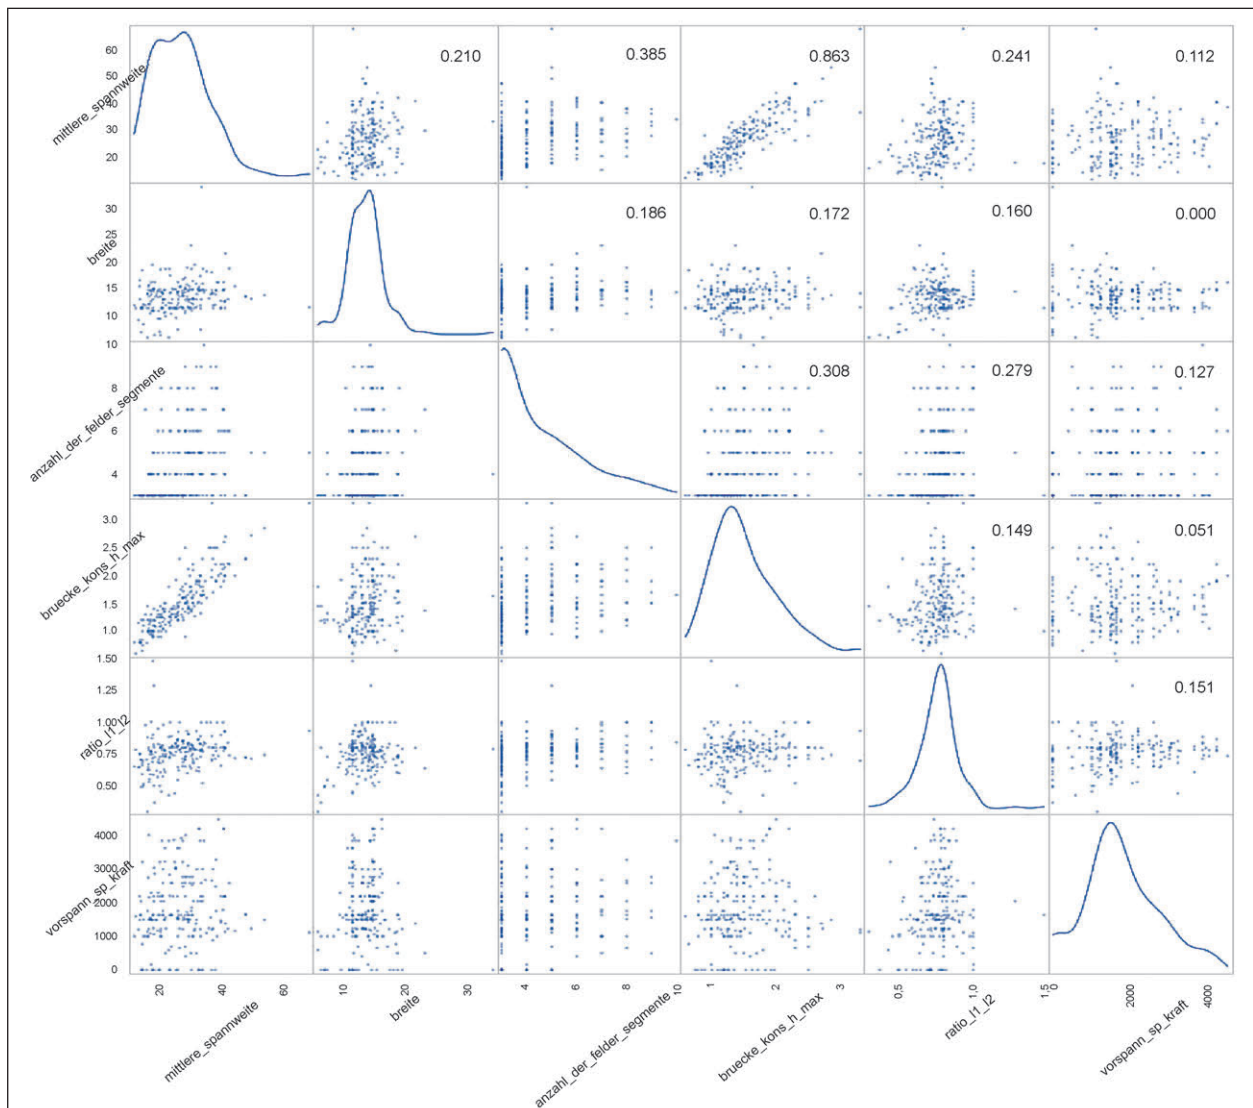 60
50
40
30
20
mittlere_spannweite
0.210
0.385
0.863
0.241
0.112
30
25
20
15
10
breite
0.186
0.172
0.160
0.000
10
8
6
4
anzahl_der_felder_segmente
0.308
0.279
0.127
3.0
2.5
2.0
1.5
1.0
bruecke_kons_h_max
0.149
0.051
1.50
1.25
1.00
0.75
0.50
ratio_l1_l2
0.151
4000
3000
2000
1000
0
vorspann_sp_kraft
20 40 60
10 20 30
4 6 8 10
1 2 3
0.5 1.0 1.5
0 2000 4000
mittlere_spannweite
breite
anzahl_der_felder_segmente
bruecke_kons_h_max
ratio_l1_l2
vorspann_sp_kraft